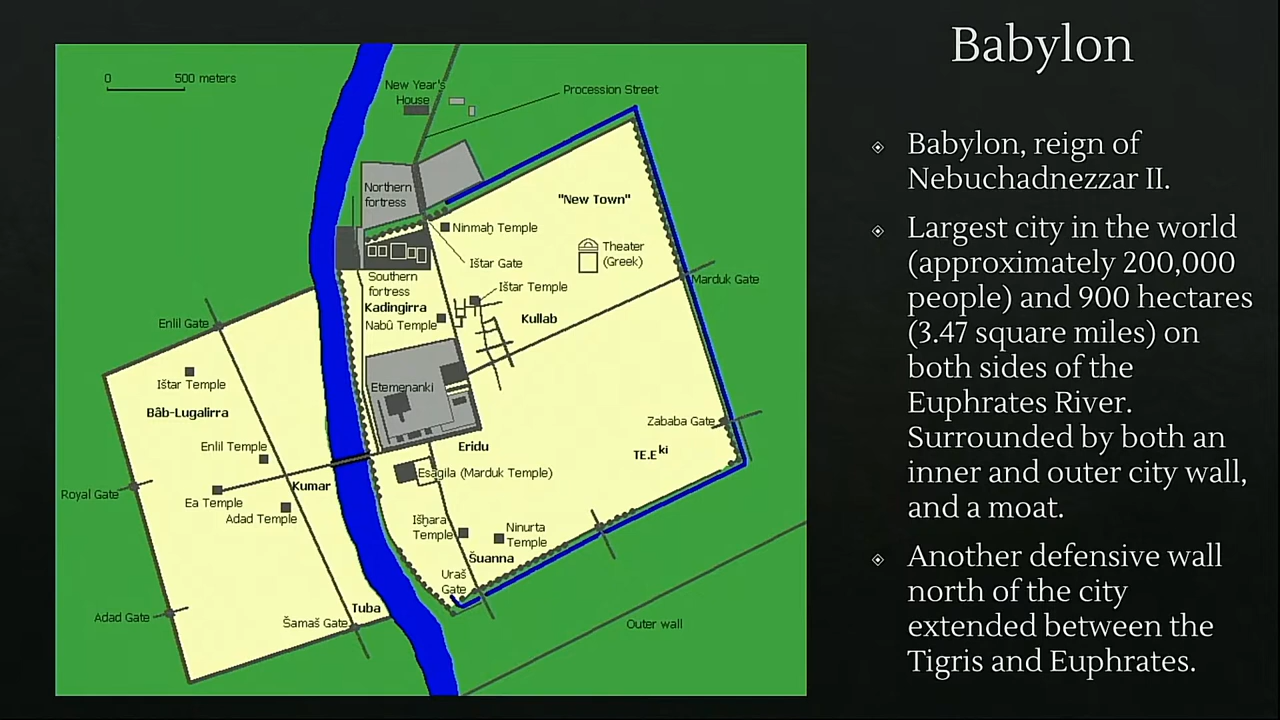 Babylon
0 500 meters
New Year's
House
Procession Street
Northern
fortress
"New Town"
Ninmaḫ Temple
Theater
(Greek)
Ištar Gate
Southern
fortress
Marduk Gate
Ištar Temple
Kadingirra
Nabû Temple
Kullab
Enlil Gate
Ištar Temple
Etemenanki
Bâb-Lugalirra
Zababa Gate
Enlil Temple
Eridu
TE.E ki
Esagila (Marduk Temple)
Kumar
Royal Gate
Ea Temple
Adad Temple
Išḫara
Temple
Ninurta
Temple
Šuanna
Uraš
Gate
Tuba
Adad Gate
Šamaš Gate
Outer wall
Babylon, reign of
Nebuchadnezzar II.
Largest city in the world
(approximately 200,000
people) and 900 hectares
(3.47 square miles) on
both sides of the
Euphrates River.
Surrounded by both an
inner and outer city wall,
and a moat.
Another defensive wall
north of the city
extended between the
Tigris and Euphrates.